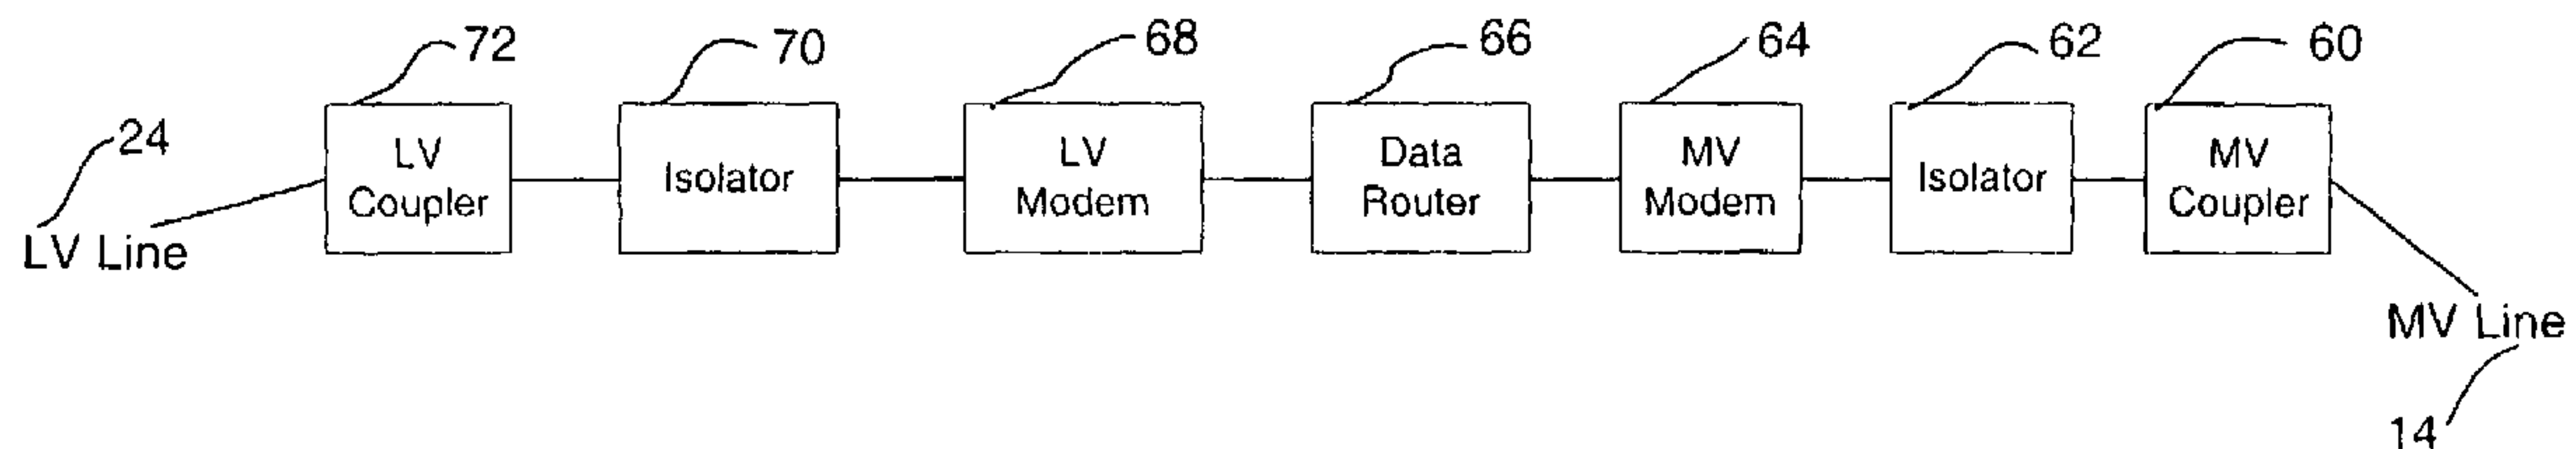 72
70
68
66
64
62
60
24
LV Line
LV
Coupler
Isolator
LV
Modem
Data
Router
MV
Modem
Isolator
MV
Coupler
MV Line
14